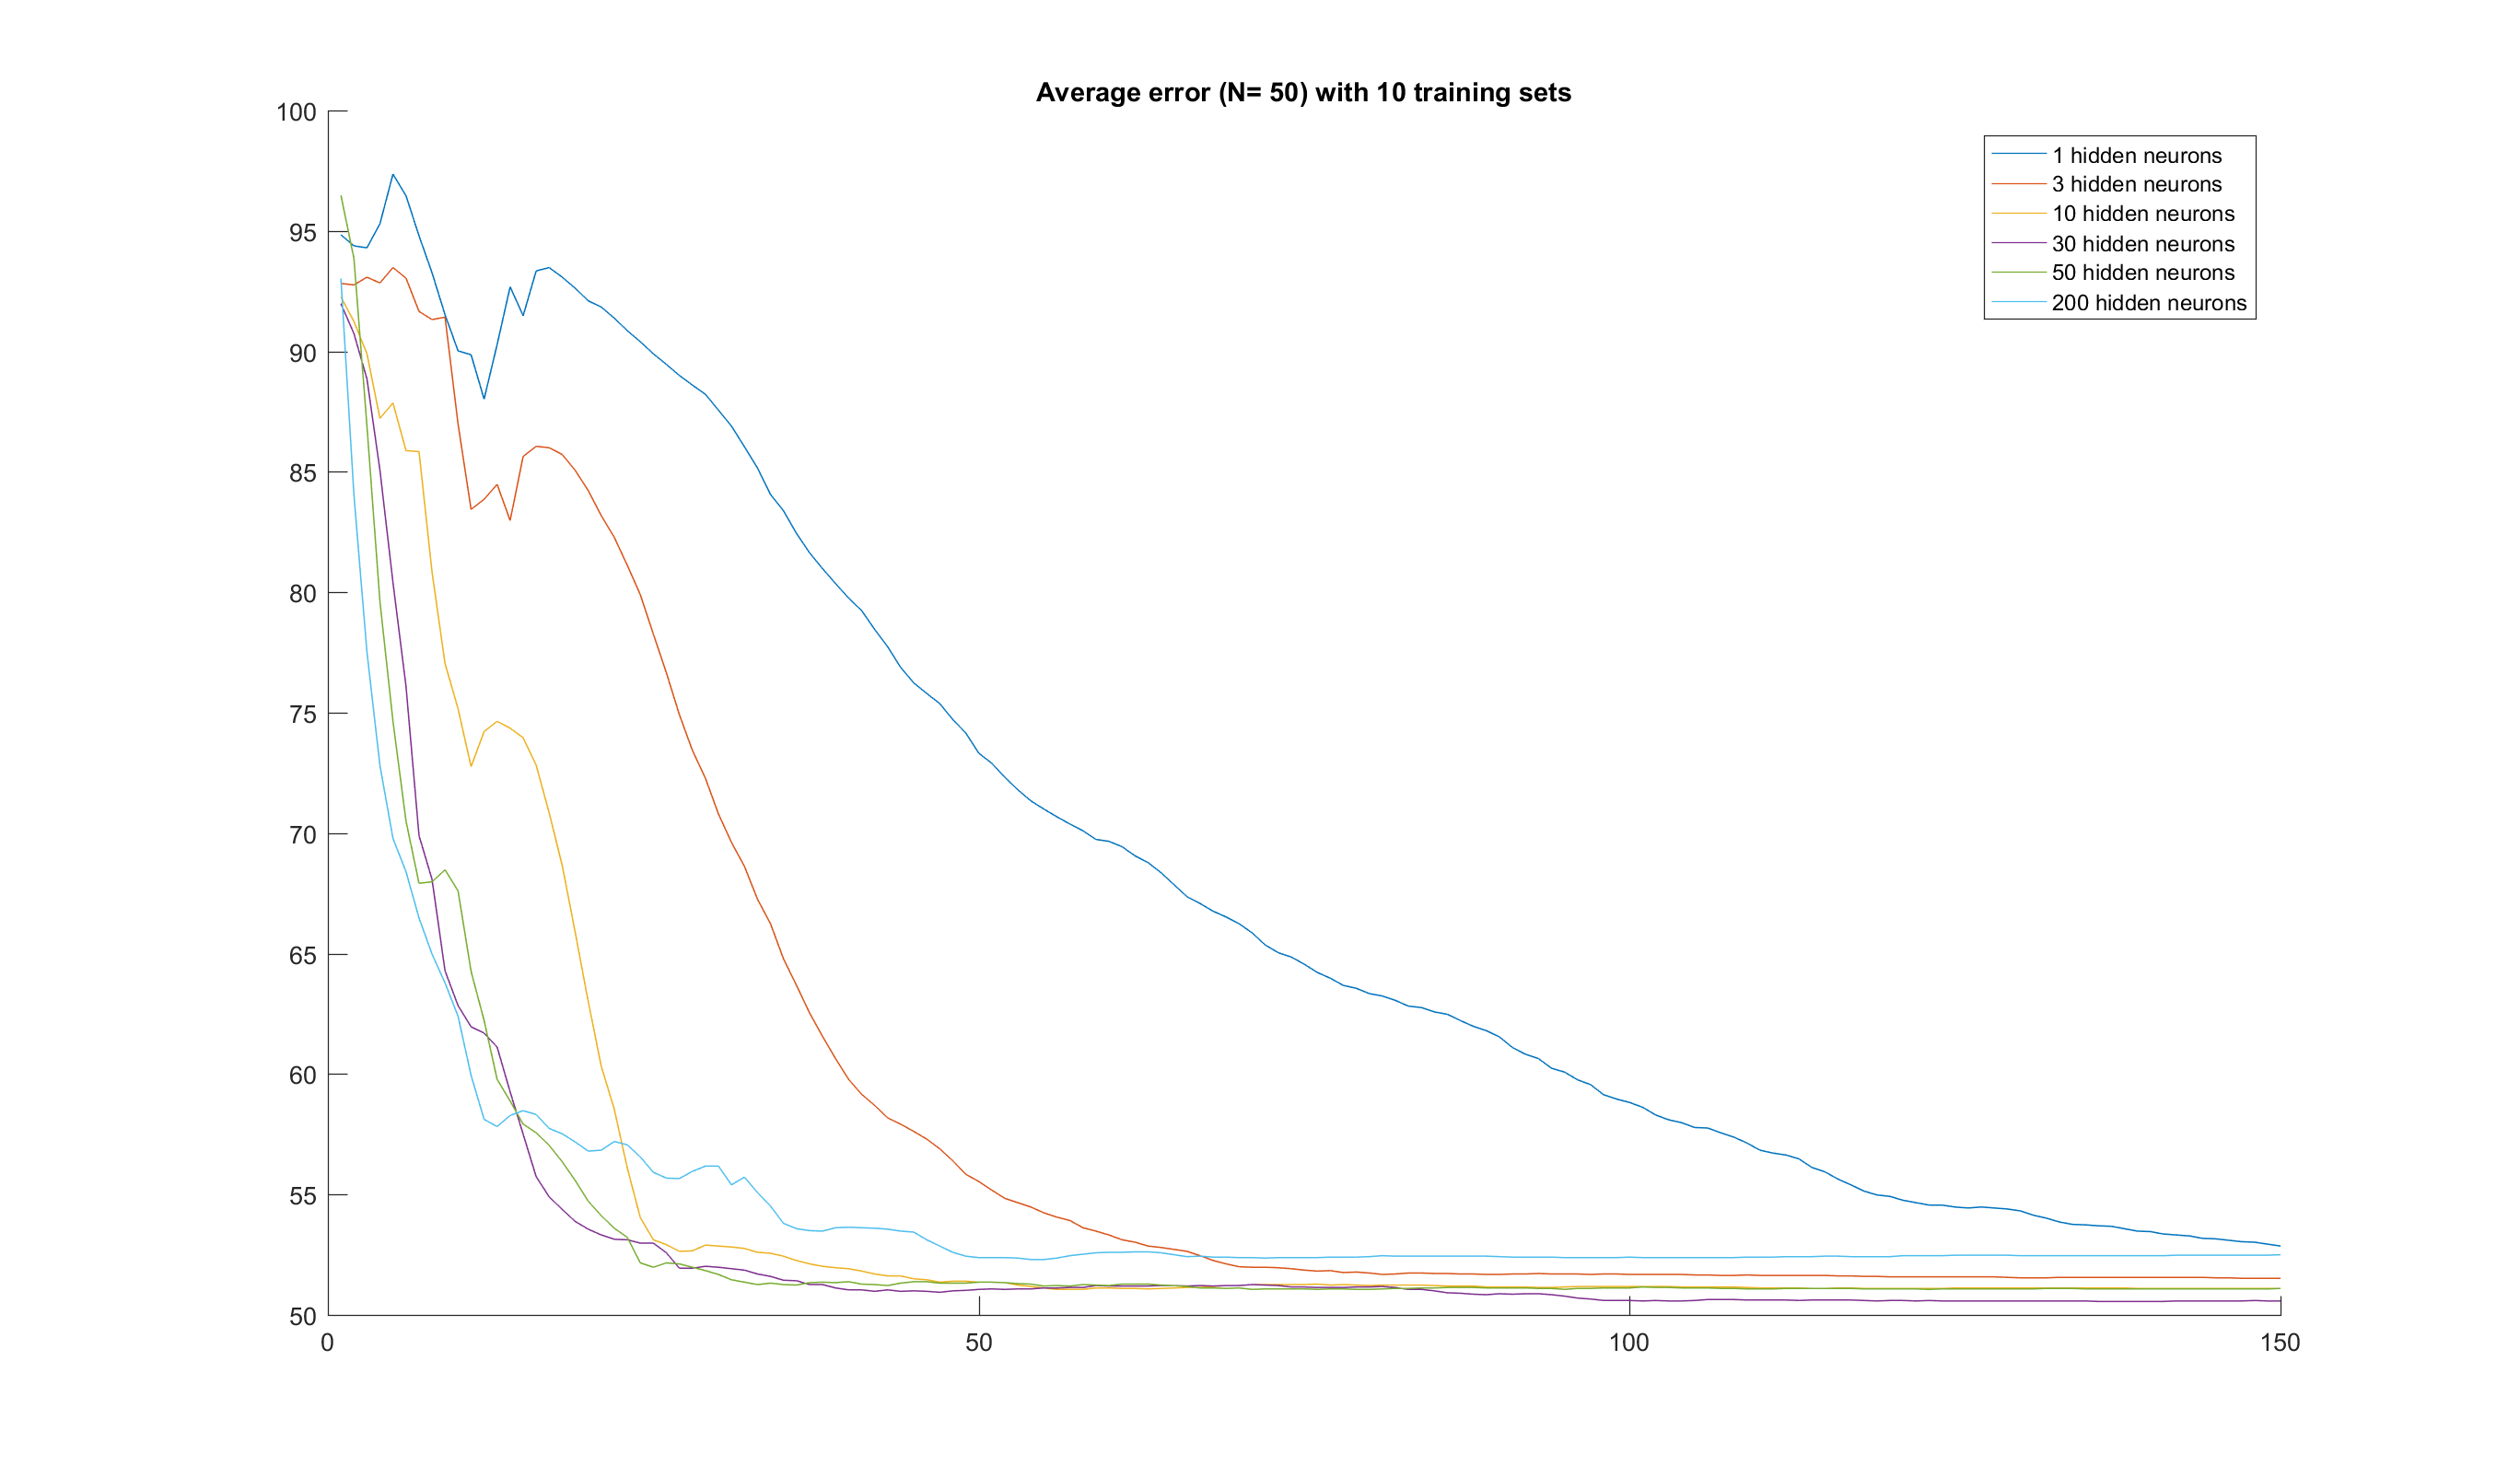 Average error (N= 50) with 10 training sets
100
95
90
85
80
75
70
65
60
55
50
0
50
100
150
1 hidden neurons
3 hidden neurons
10 hidden neurons
30 hidden neurons
50 hidden neurons
200 hidden neurons